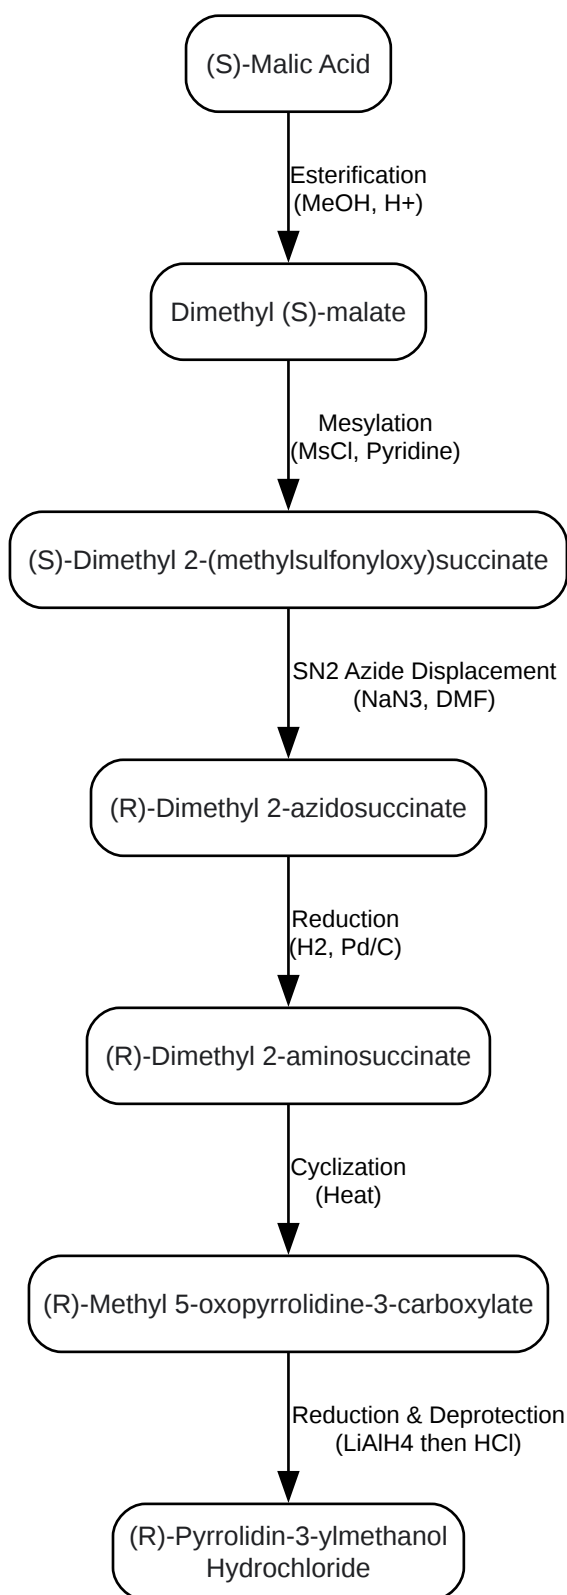 (S)-Malic Acid
Esterification
(MeOH, H+)
Dimethyl (S)-malate
Mesylation
(MsCl, Pyridine)
(S)-Dimethyl 2-(methylsulfonyloxy)succinate
SN2 Azide Displacement
(NaN3, DMF)
(R)-Dimethyl 2-azidosuccinate
Reduction
(H2, Pd/C)
(R)-Dimethyl 2-aminosuccinate
Cyclization
(Heat)
(R)-Methyl 5-oxopyrrolidine-3-carboxylate
Reduction & Deprotection
(LiAlH4 then HCl)
(R)-Pyrrolidin-3-ylmethanol
Hydrochloride